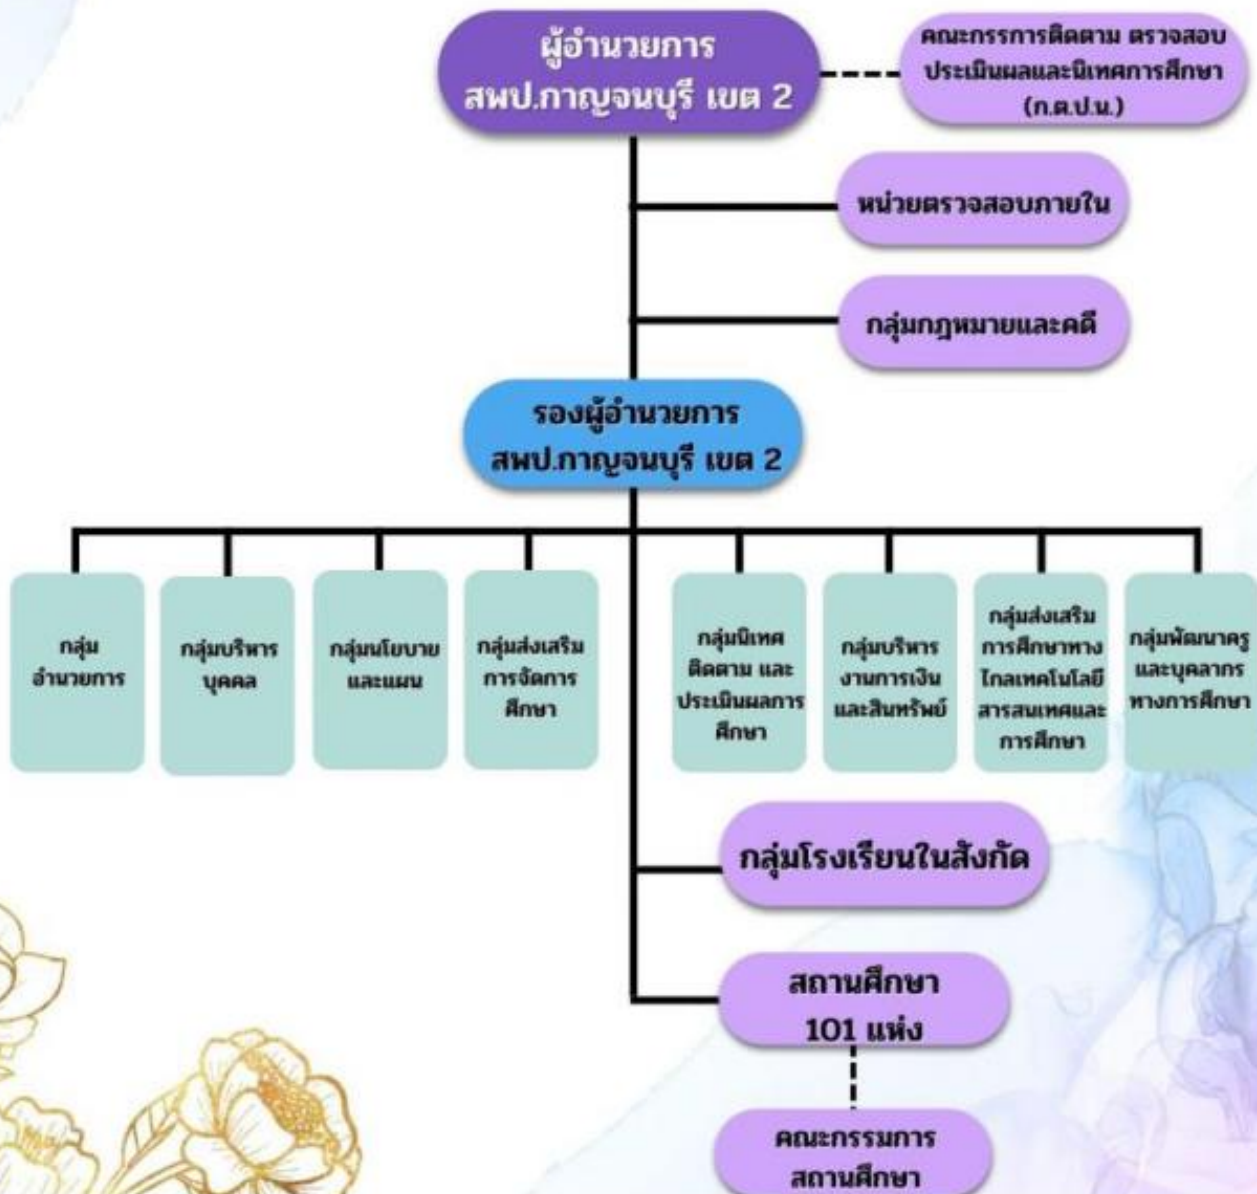 ผู้อำนวยการ
สพป.กาญจนบุรี เขต 2
คณะกรรการติดตาม ตรวจสอบ
ประเมินผลและนิเทศการศึกษา
(ก.ต.ป.น.)
หน่วยตรวจสอบภายใน
กลุ่มกฎหมายและคดี
รองผู้อำนวยการ
สพป.กาญจนบุรี เขต 2
กลุ่ม
อำนวยการ
กลุ่มบริหาร
บุคคล
กลุ่มนโยบาย
และแผน
กลุ่มส่งเสริม
การจัดการ
ศึกษา
กลุ่มนิเทศ
ติดตาม และ
ประเมินผลการ
ศึกษา
กลุ่มบริหาร
งานการเงิน
และสินทรัพย์
กลุ่มส่งเสริม
การศึกษาทาง
ไกลเทคโนโลยี
สารสนเทศและ
การศึกษา
กลุ่มพัฒนาครู
และบุคลากร
ทางการศึกษา
กลุ่มโรงเรียนในสังกัด
สถานศึกษา
101 แห่ง
คณะกรรมการ
สถานศึกษา